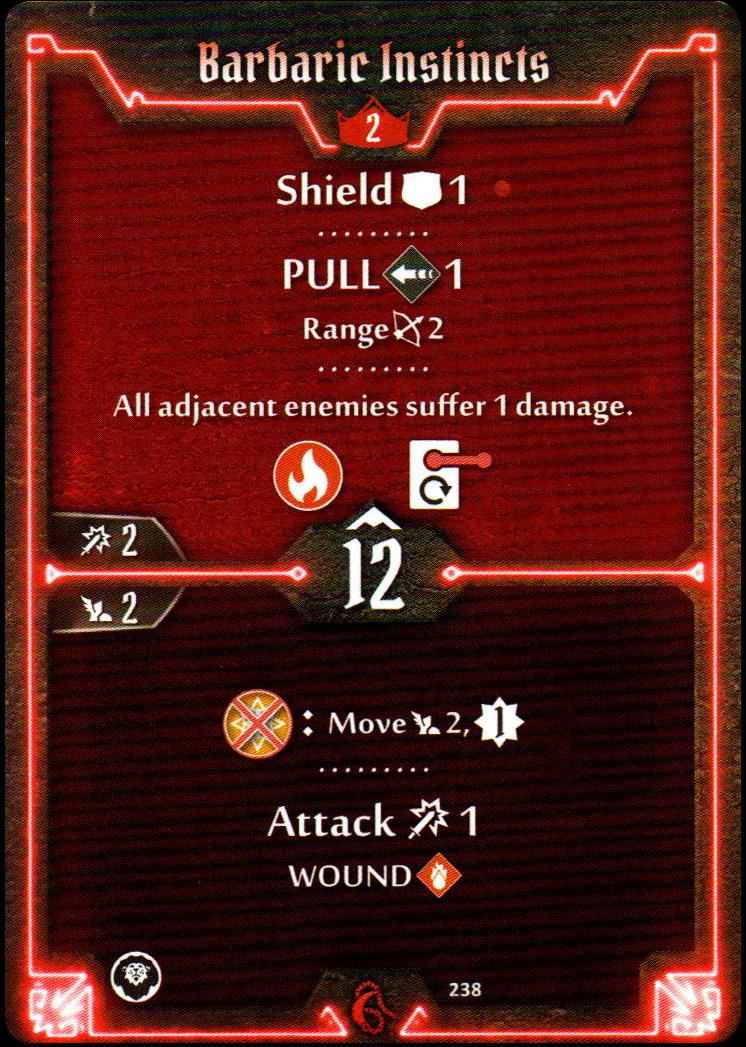 Barbaric Instincts
2
Shield 1
PULL 1
Range 2
All adjacent enemies suffer 1 damage.
2
12
2
: Move 2, 1
Attack 1
WOUND
238